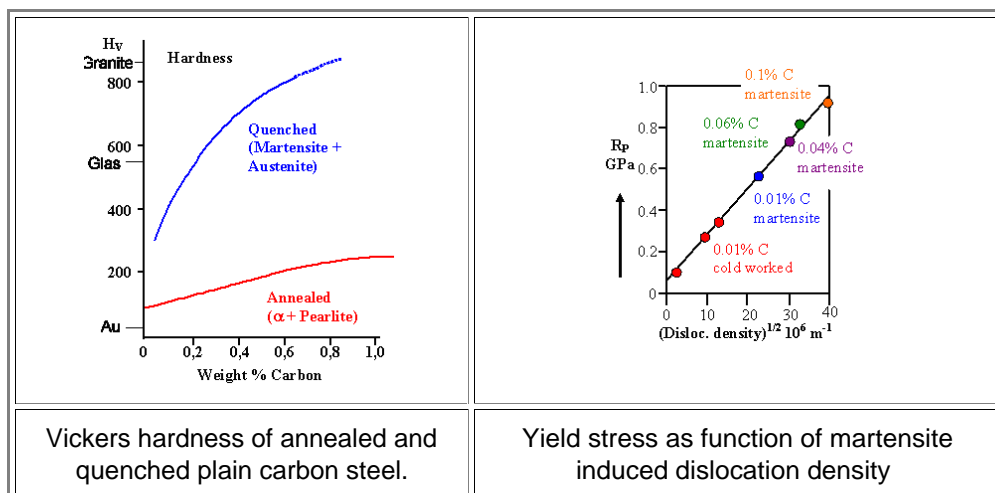 Hv
Granite
Hardness
800
Quenched
(Martensite +
Austenite)
600
Glas
400
200
Annealed
(α+ Pearlite)
Au
0 0,2 0,4 0,6 0,8 1,0
Weight % Carbon
0.1% C
martensite
1.0
0.06% C
martensite
0.8
RP
GPa
0.04% C
martensite
0.6
0.01% C
martensite
0.4
0.2
0.01% C
cold worked
0
0 10 20 30 40
(Disloc. density)1/2 10⁶ m-1
Vickers hardness of annealed and
quenched plain carbon steel.
Yield stress as function of martensite
induced dislocation density